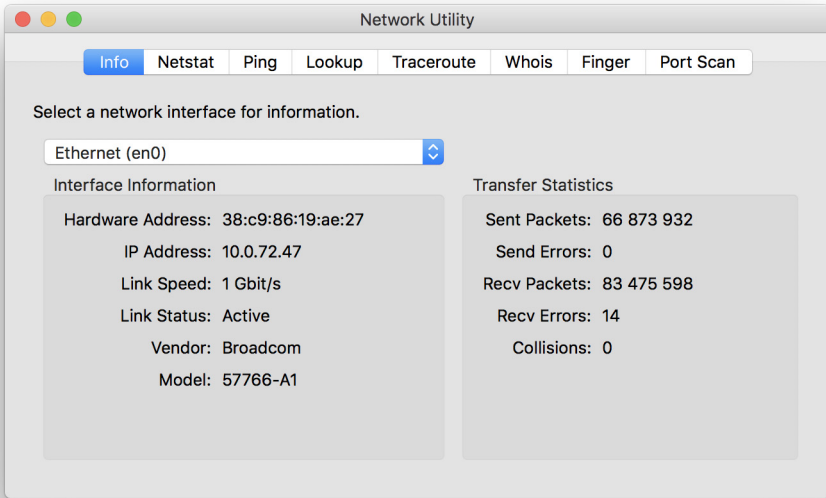 Network Utility
Info Netstat Ping Lookup Traceroute Whois Finger Port Scan
Select a network interface for information.
Ethernet (en0)
Interface Information
Hardware Address: 38:c9:86:19:ae:27
IP Address: 10.0.72.47
Link Speed: 1 Gbit/s
Link Status: Active
Vendor: Broadcom
Model: 57766-A1
Transfer Statistics
Sent Packets: 66 873 932
Send Errors: 0
Recv Packets: 83 475 598
Recv Errors: 14
Collisions: 0